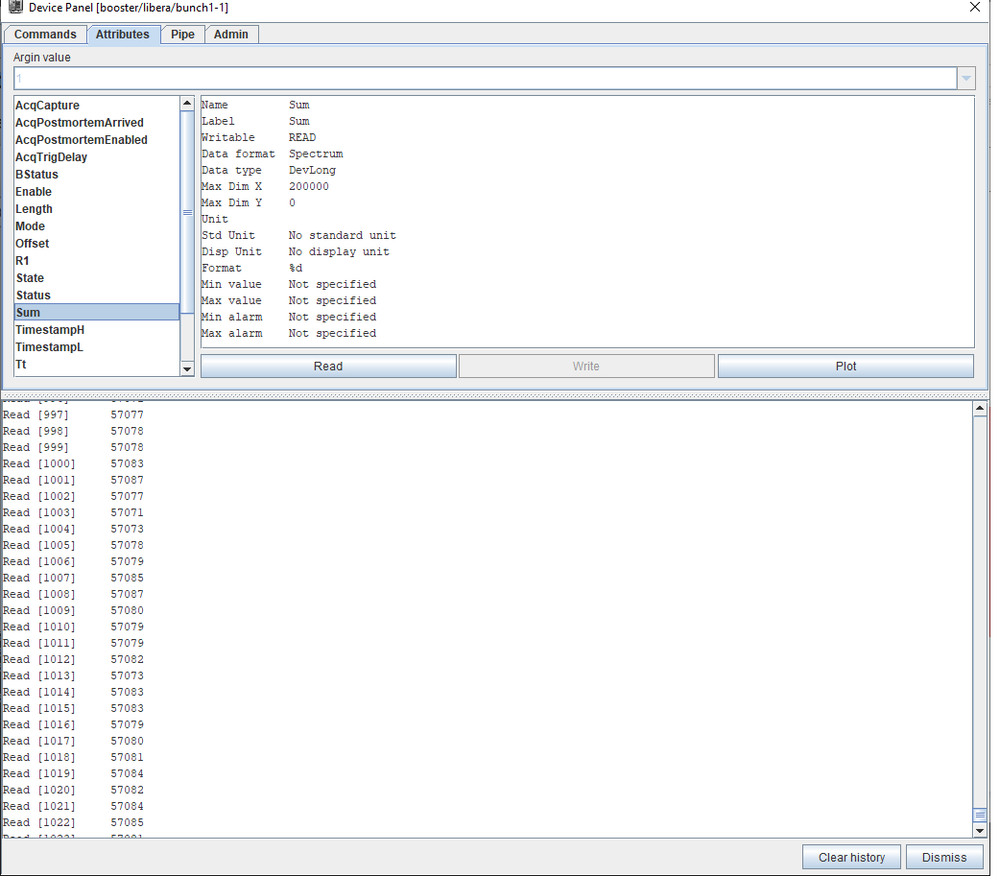 Device Panel [booster/libera/bunch1-1]
Commands Attributes Pipe Admin
Argin value
1
AcqCapture
AcqPostmortemArrived
AcqPostmortemEnabled
AcqTrigDelay
BStatus
Enable
Length
Mode
Offset
R1
State
Status
Sum
TimestampH
TimestampL
Tt
Name Sum
Label Sum
Writable READ
Data format Spectrum
Data type DevLong
Max Dim X 200000
Max Dim Y 0
Unit
Std Unit No standard unit
Disp Unit No display unit
Format %d
Min value Not specified
Max value Not specified
Min alarm Not specified
Max alarm Not specified
Read Write Plot
Read [997] 57077
Read [998] 57078
Read [999] 57078
Read [1000] 57083
Read [1001] 57087
Read [1002] 57077
Read [1003] 57071
Read [1004] 57073
Read [1005] 57078
Read [1006] 57079
Read [1007] 57085
Read [1008] 57087
Read [1009] 57080
Read [1010] 57079
Read [1011] 57079
Read [1012] 57082
Read [1013] 57073
Read [1014] 57083
Read [1015] 57083
Read [1016] 57079
Read [1017] 57080
Read [1018] 57081
Read [1019] 57084
Read [1020] 57082
Read [1021] 57084
Read [1022] 57085
Clear history Dismiss